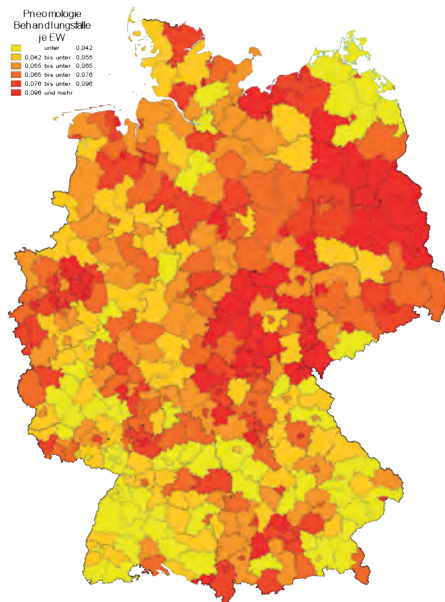 Pneomologie
Behandlungsfälle
je EW
unter 0,042
0,042 bis unter 0,055
0,055 bis unter 0,065
0,065 bis unter 0,076
0,076 bis unter 0,096
0,096 und mehr